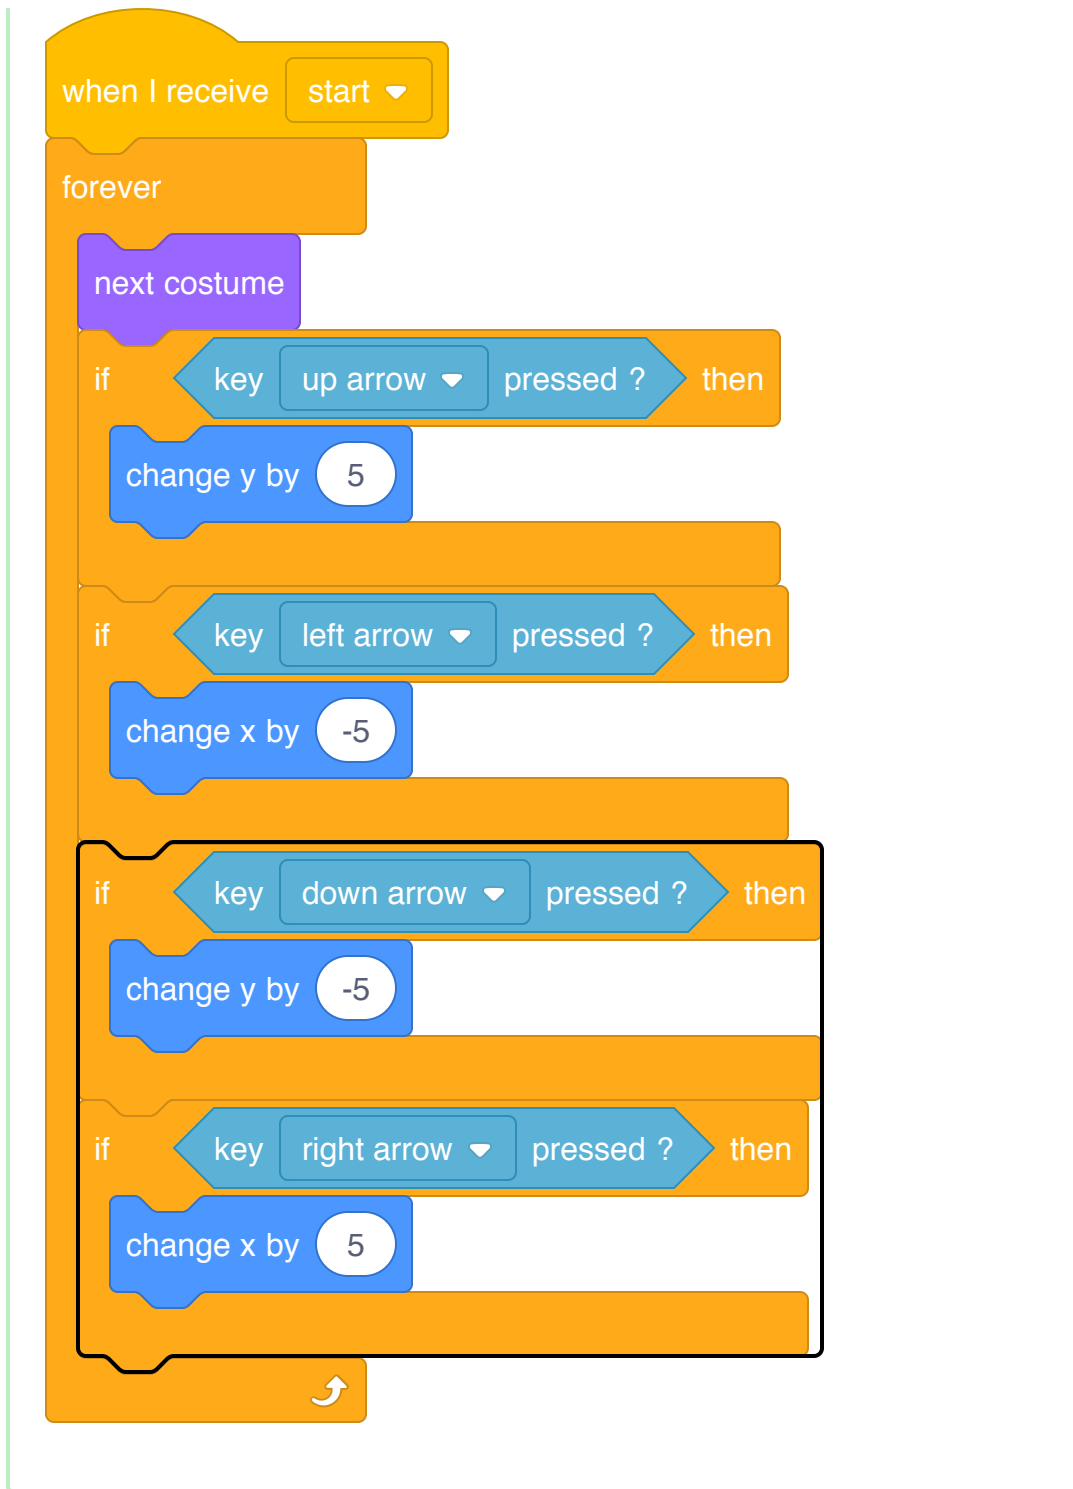 when I receive start
forever
next costume
if key up arrow pressed ? then
change y by 5
if key left arrow pressed ? then
change x by -5
if key down arrow pressed ? then
change y by -5
if key right arrow pressed ? then
change x by 5